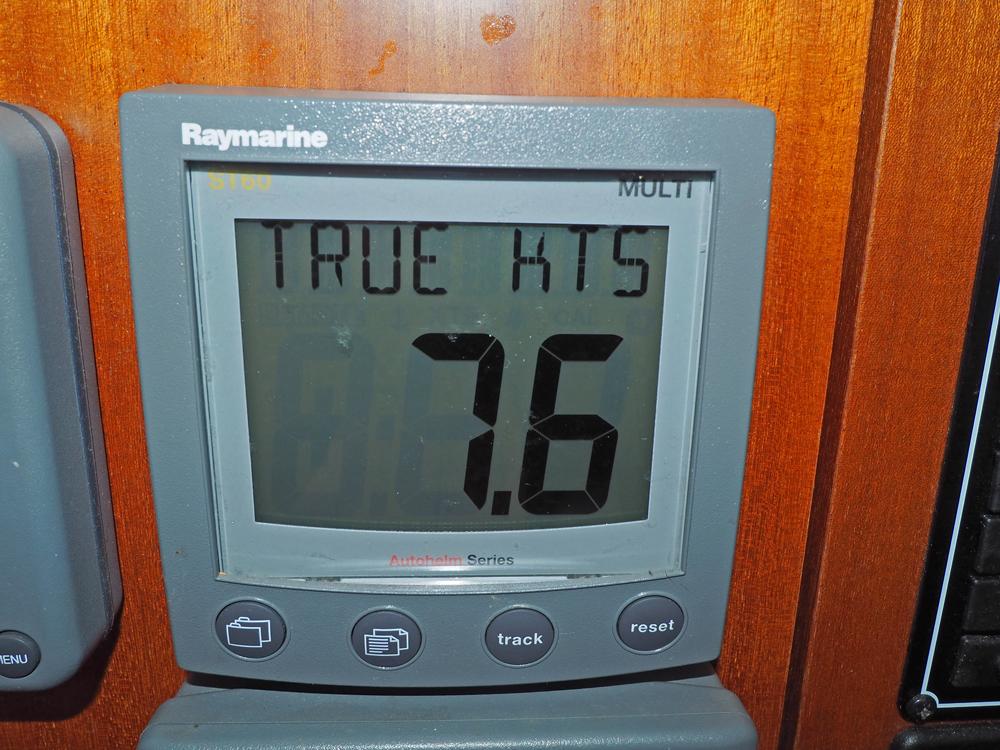 Raymarine
ST60 MULTI
TRUE KTS
7.6
Autohelm Series
track reset
MENU